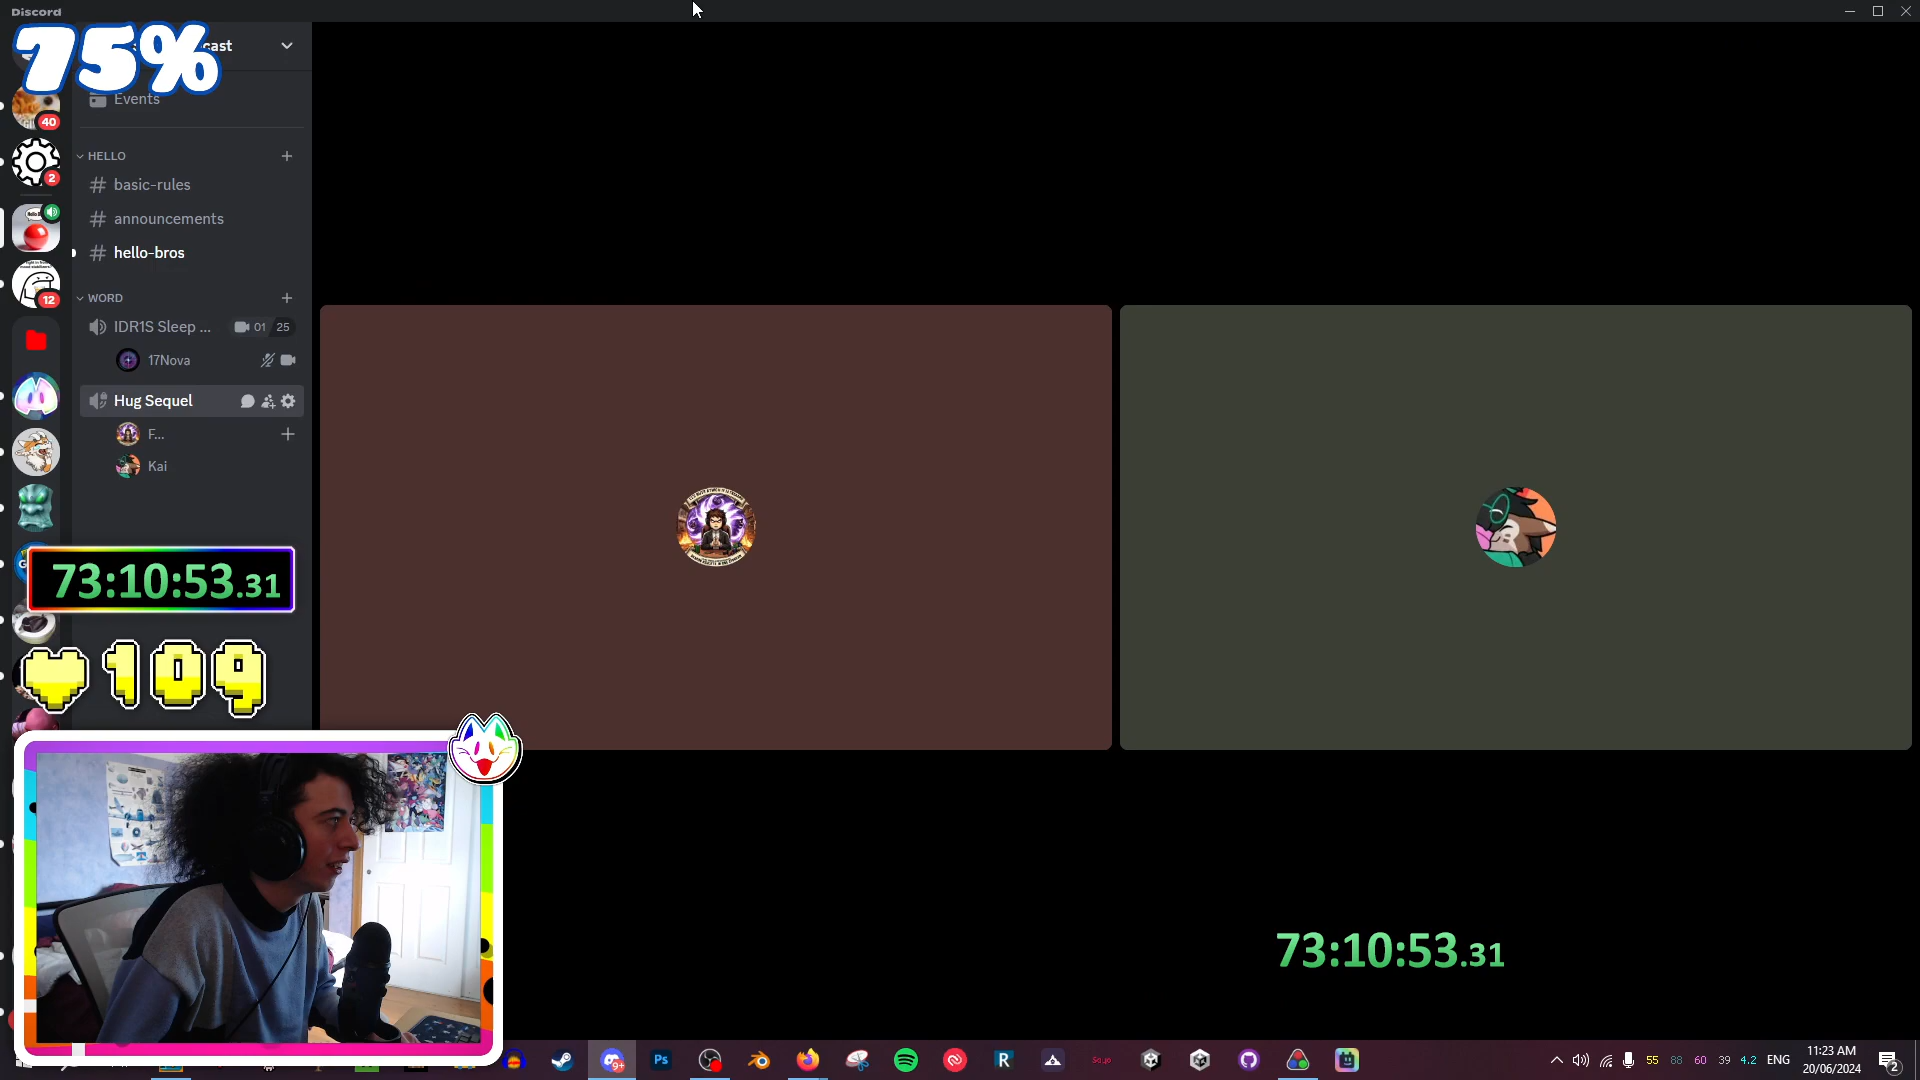 Discord
75%
cast
Events
40
HELLO
2
basic-rules
announcements
hello-bros
12
WORD
IDR1S Sleep ...
01 25
17Nova
Hug Sequel
F...
Kai
73:10:53.31
109
73:10:53.31
9+
Ps
R
55 88 60 39 4.2 ENG
11:23 AM
20/06/2024
2